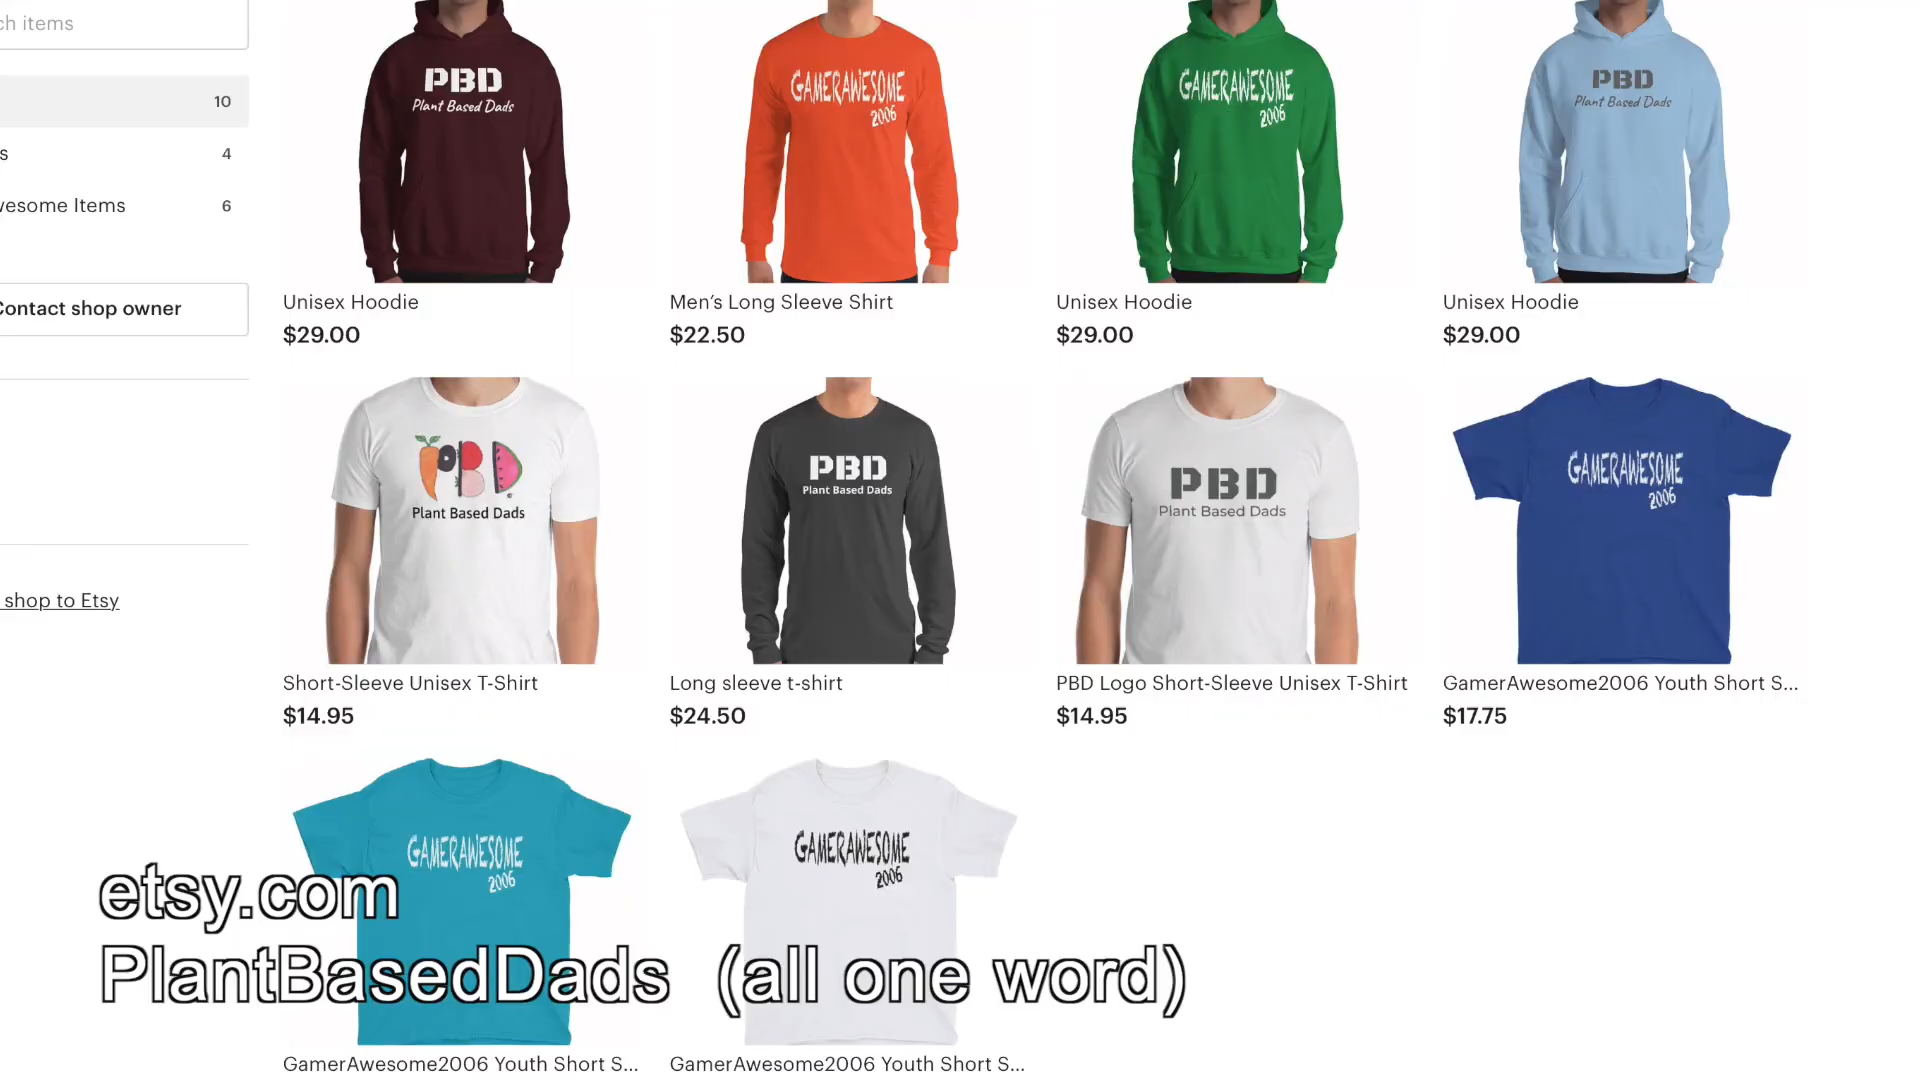 ch items
10
s
4
wesome Items
6
Contact shop owner
shop to Etsy
PBD
Plant Based Dads
GAMERAWESOME
2006
GAMERAWESOME
2006
PBD
Plant Based Dads
Unisex Hoodie
$29.00
Men's Long Sleeve Shirt
$22.50
Unisex Hoodie
$29.00
Unisex Hoodie
$29.00
PBD
Plant Based Dads
PBD
Plant Based Dads
PBD
Plant Based Dads
GAMERAWESOME
2006
Short-Sleeve Unisex T-Shirt
$14.95
Long sleeve t-shirt
$24.50
PBD Logo Short-Sleeve Unisex T-Shirt
$14.95
GamerAwesome2006 Youth Short S...
$17.75
GAMERAWESOME
2006
GAMERAWESOME
2006
etsy.com
PlantBasedDads (all one word)
GamerAwesome2006 Youth Short S...
GamerAwesome2006 Youth Short S...